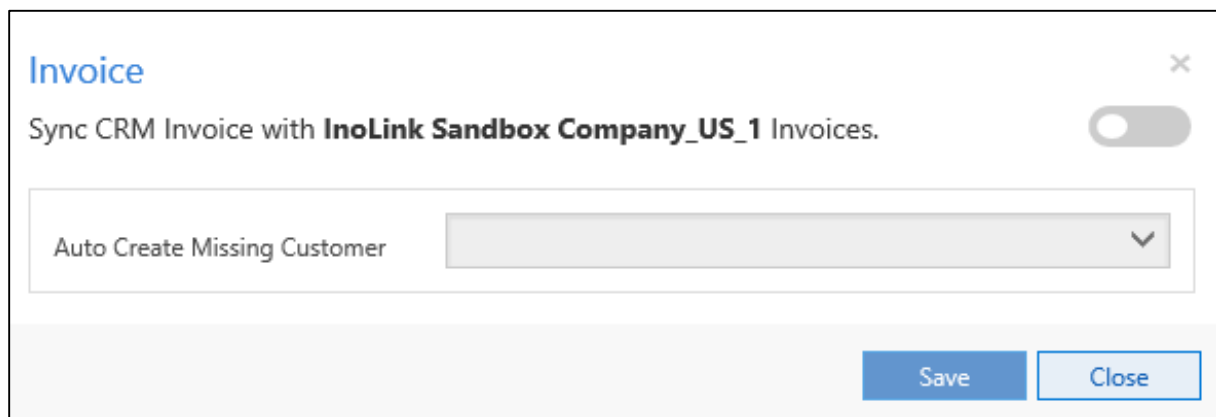 Invoice
Sync CRM Invoice with InoLink Sandbox Company_US_1 Invoices.
Auto Create Missing Customer
Save
Close